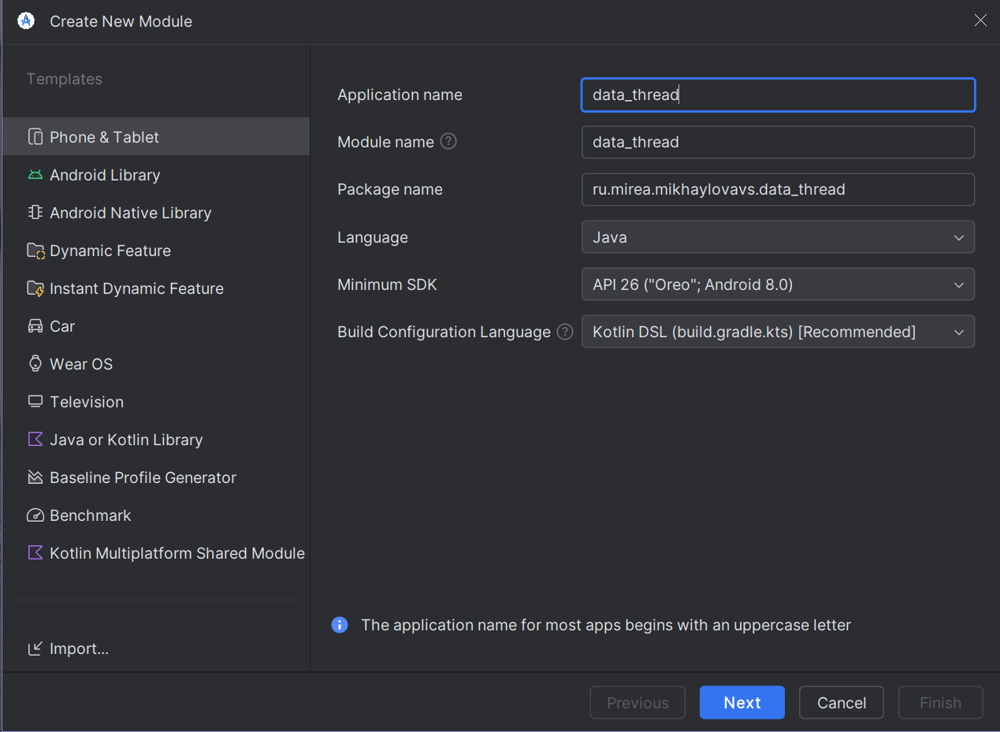 Create New Module
Templates
Phone & Tablet
Android Library
Android Native Library
Dynamic Feature
Instant Dynamic Feature
Car
Wear OS
Television
Java or Kotlin Library
Baseline Profile Generator
Benchmark
Kotlin Multiplatform Shared Module
Import...
Application name data_thread
Module name ? data_thread
Package name ru.mirea.mikhaylovavs.data_thread
Language Java
Minimum SDK API 26 ("Oreo"; Android 8.0)
Build Configuration Language ? Kotlin DSL (build.gradle.kts) [Recommended]
The application name for most apps begins with an uppercase letter
Previous Next Cancel Finish